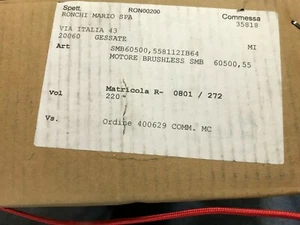 Spett. RON00200 Commessa
RONCHI MARIO SPA 35818
VIA ITALIA 43
20060 GESSATE MI
Art SMB60500,558112IB64
MOTORE BRUSHLESS SMB 60500,55
Vol Matricola R- 0801 / 272
220
Vs. Ordine 400629 COMM. MC